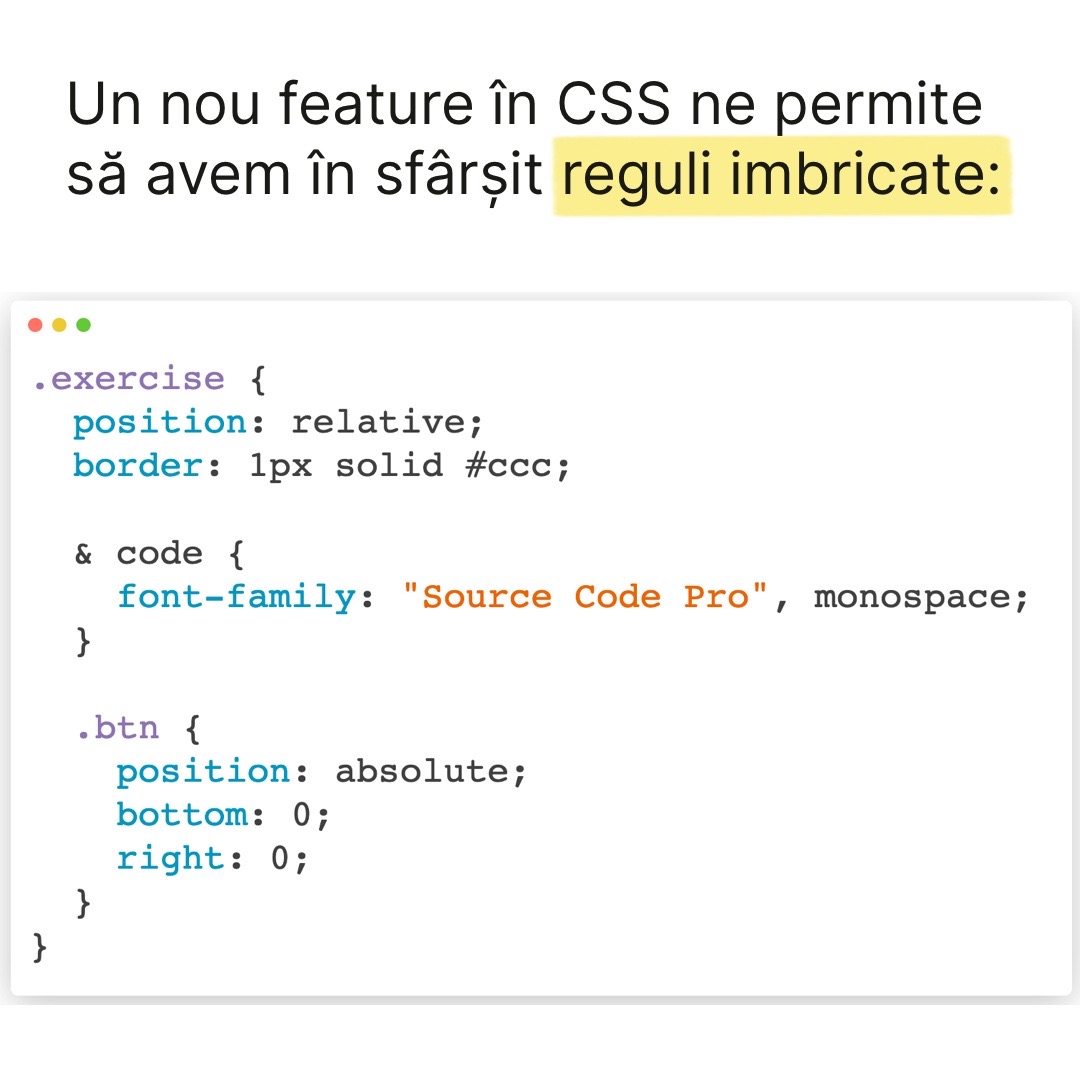 Un nou feature în CSS ne permite
să avem în sfârșit reguli imbricate:
.exercise {
  position: relative;
  border: 1px solid #ccc;

  & code {
    font-family: "Source Code Pro", monospace;
  }

  .btn {
    position: absolute;
    bottom: 0;
    right: 0;
  }
}